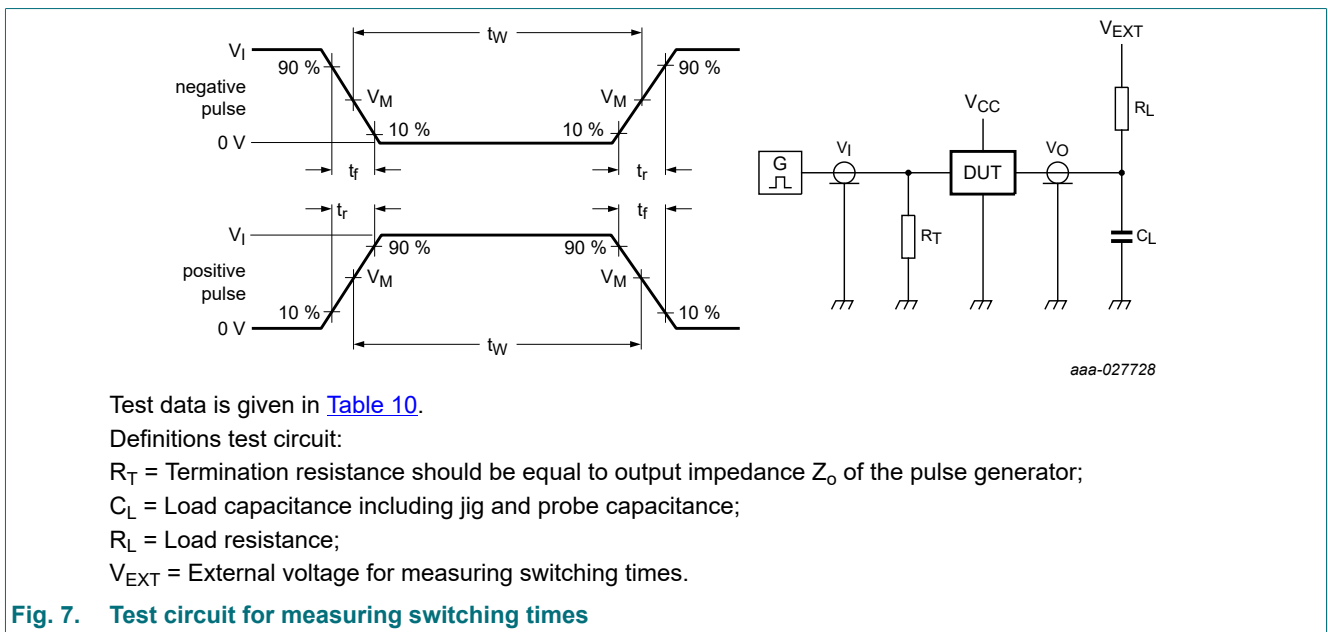 V_I
90 %
t_W
90 %
negative
pulse
V_M
V_M
0 V
10 %
10 %
t_f
t_r
t_r
t_f
V_I
90 %
90 %
positive
pulse
V_M
V_M
10 %
10 %
0 V
t_W
V_EXT
R_L
V_CC
G
V_I
DUT
V_O
R_T
C_L
aaa-027728
Test data is given in Table 10.
Definitions test circuit:
R_T = Termination resistance should be equal to output impedance Z_o of the pulse generator;
C_L = Load capacitance including jig and probe capacitance;
R_L = Load resistance;
V_EXT = External voltage for measuring switching times.
Fig. 7. Test circuit for measuring switching times